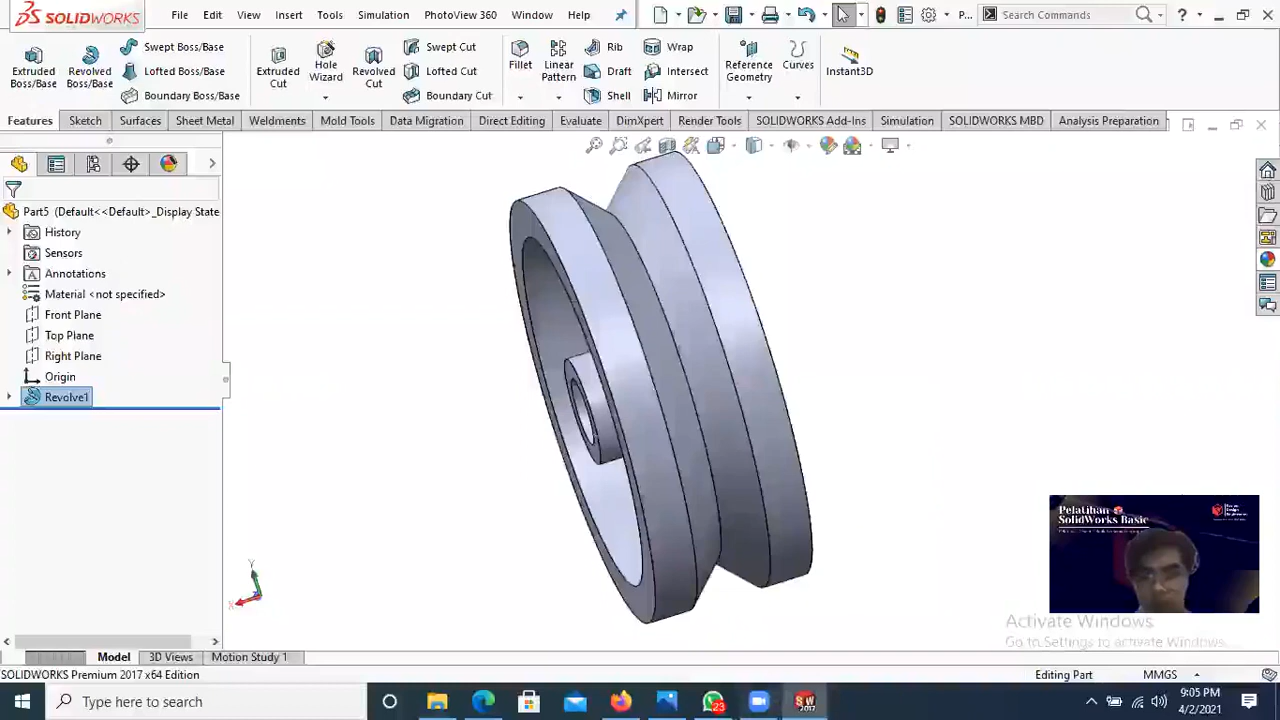 SOLIDWORKS File Edit View Insert Tools Simulation PhotoView 360 Window Help P... Search Commands ?
Extruded Boss/Base
Revolved Boss/Base
Swept Boss/Base
Lofted Boss/Base
Boundary Boss/Base
Extruded Cut
Hole Wizard
Revolved Cut
Swept Cut
Lofted Cut
Boundary Cut
Fillet
Linear Pattern
Rib
Draft
Shell
Wrap
Intersect
Mirror
Reference Geometry
Curves
Instant3D
Features Sketch Surfaces Sheet Metal Weldments Mold Tools Data Migration Direct Editing Evaluate DimXpert Render Tools SOLIDWORKS Add-Ins Simulation SOLIDWORKS MBD Analysis Preparation
Part5 (Default<<Default>_Display State
History
Sensors
Annotations
Material <not specified>
Front Plane
Top Plane
Right Plane
Origin
Revolve1
Y
X
Pelatihan
SolidWorks Basic
Activate Windows
Go to Settings to activate Windows.
Model 3D Views Motion Study 1
SOLIDWORKS Premium 2017 x64 Edition Editing Part MMGS
Type here to search
23
SW
2017
9:05 PM
4/2/2021